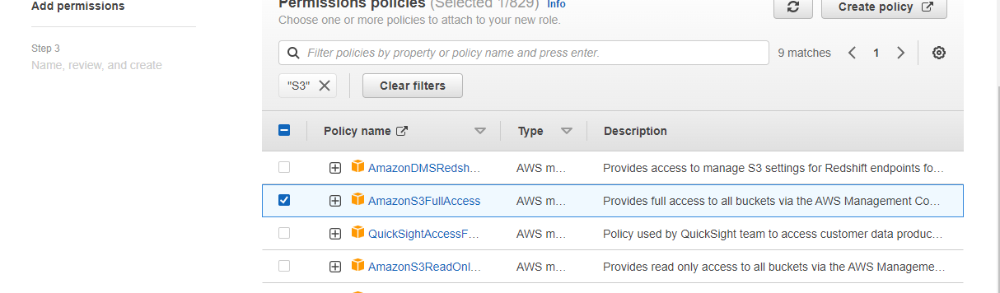 Add permissions
Permissions policies (Selected 1/829) Info
Choose one or more policies to attach to your new role.
Create policy
Step 3
Name, review, and create
Filter policies by property or policy name and press enter.
9 matches
1
"S3"
Clear filters
Policy name Type Description
AmazonDMSRedsh... AWS m... Provides access to manage S3 settings for Redshift endpoints fo...
AmazonS3FullAccess AWS m... Provides full access to all buckets via the AWS Management Co...
QuickSightAccessF... AWS m... Policy used by QuickSight team to access customer data produc...
AmazonS3ReadOnl... AWS m... Provides read only access to all buckets via the AWS Manageme...